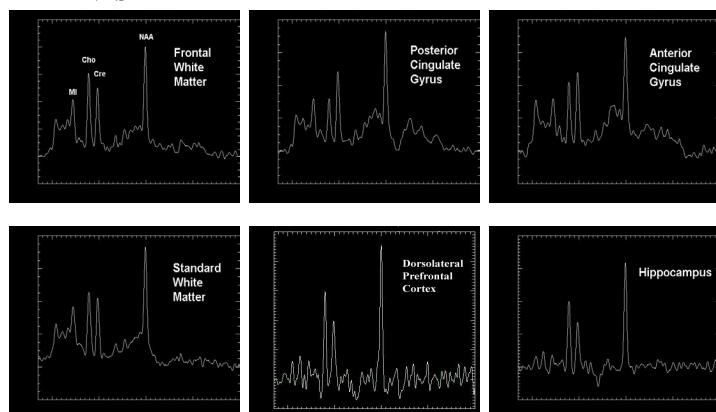 Frontal
White
Matter
MI
Cho
Cre
NAA
Posterior
Cingulate
Gyrus
Anterior
Cingulate
Gyrus
Standard
White
Matter
Dorsolateral
Prefrontal
Cortex
Hippocampus